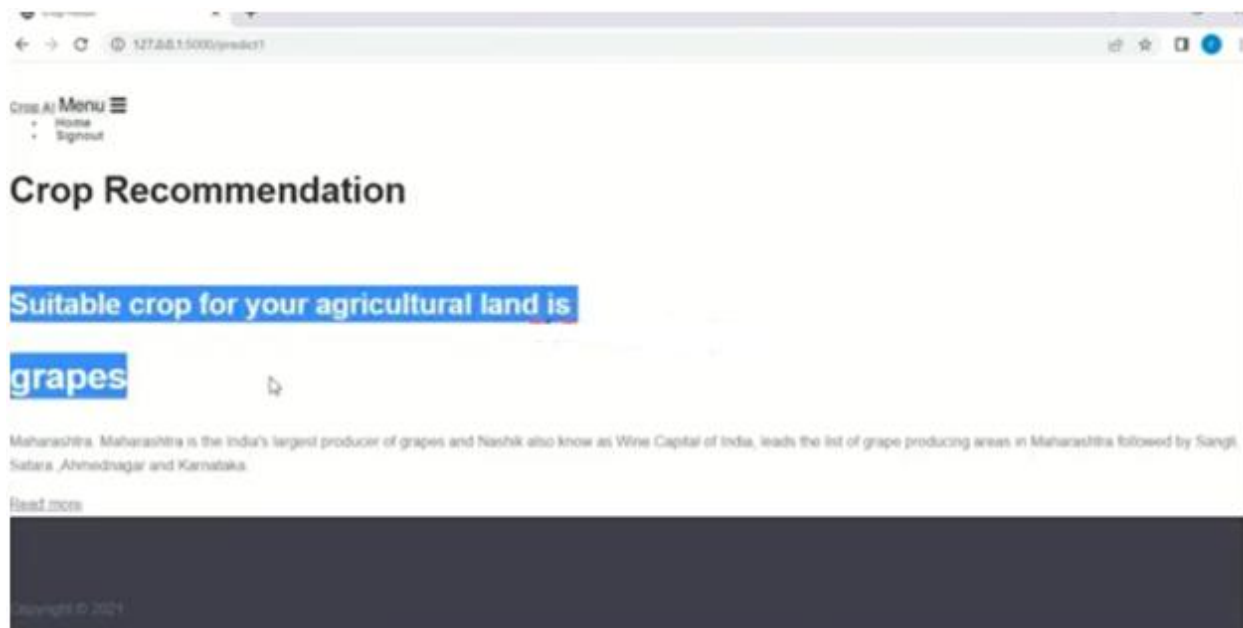 127.0.0.1:5000/predict1
Crop AI Menu
Home
Signout
Crop Recommendation
Suitable crop for your agricultural land is
grapes
Maharashtra. Maharashtra is the India's largest producer of grapes and Nashik also know as Wine Capital of India, leads the list of grape producing areas in Maharashtra followed by Sangli,
Satara ,Ahmednagar and Karnataka.
Read more
Copyright © 2021